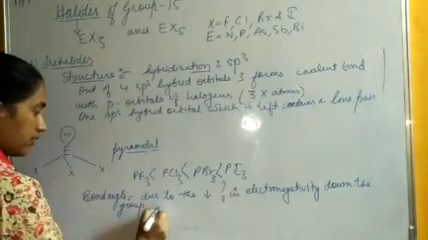 Halides of Group-15
EX3 and EX5
X=F, Cl, Br & I
E = N, P, As, Sb, Bi
Trihalides
Structure :- hybridisation : sp3
Out of 4 sp3 hybrid orbitals 3 forms covalent bond
with p-orbitals of halogens (3 X atoms)
One sp3 hybrid orbital which is left contains a lone pair
E
X
X
pyramidal
PF3 < PCl3 < PBr3 < PI3
Bond angle - due to the ↓ in electronegativity down the
group